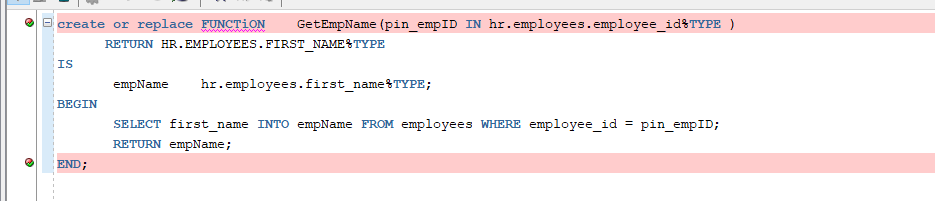 create or replace FUNCTiON    GetEmpName(pin_empID IN hr.employees.employee_id%TYPE )
      RETURN HR.EMPLOYEES.FIRST_NAME%TYPE
IS
       empName    hr.employees.first_name%TYPE;
BEGIN
       SELECT first_name INTO empName FROM employees WHERE employee_id = pin_empID;
       RETURN empName;
END;